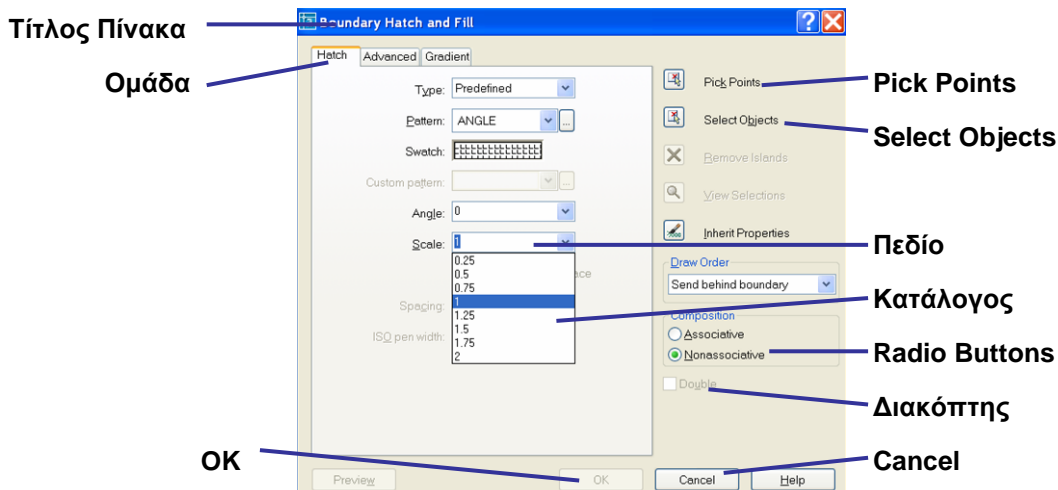 Τίτλος Πίνακα
Ομάδα
OK
Boundary Hatch and Fill
Hatch Advanced Gradient
Type: Predefined
Pattern: ANGLE ...
Swatch:
Custom pattern: ...
Angle: 0
Scale: 1
0.25
0.5
0.75
1
1.25
1.5
1.75
2
Spacing:
ISO pen width:
Pick Points
Select Objects
Remove Islands
View Selections
Inherit Properties
Draw Order
Send behind boundary
Composition
Associative
Nonassociative
Double
Preview OK Cancel Help
Pick Points
Select Objects
Πεδίο
Κατάλογος
Radio Buttons
Διακόπτης
Cancel